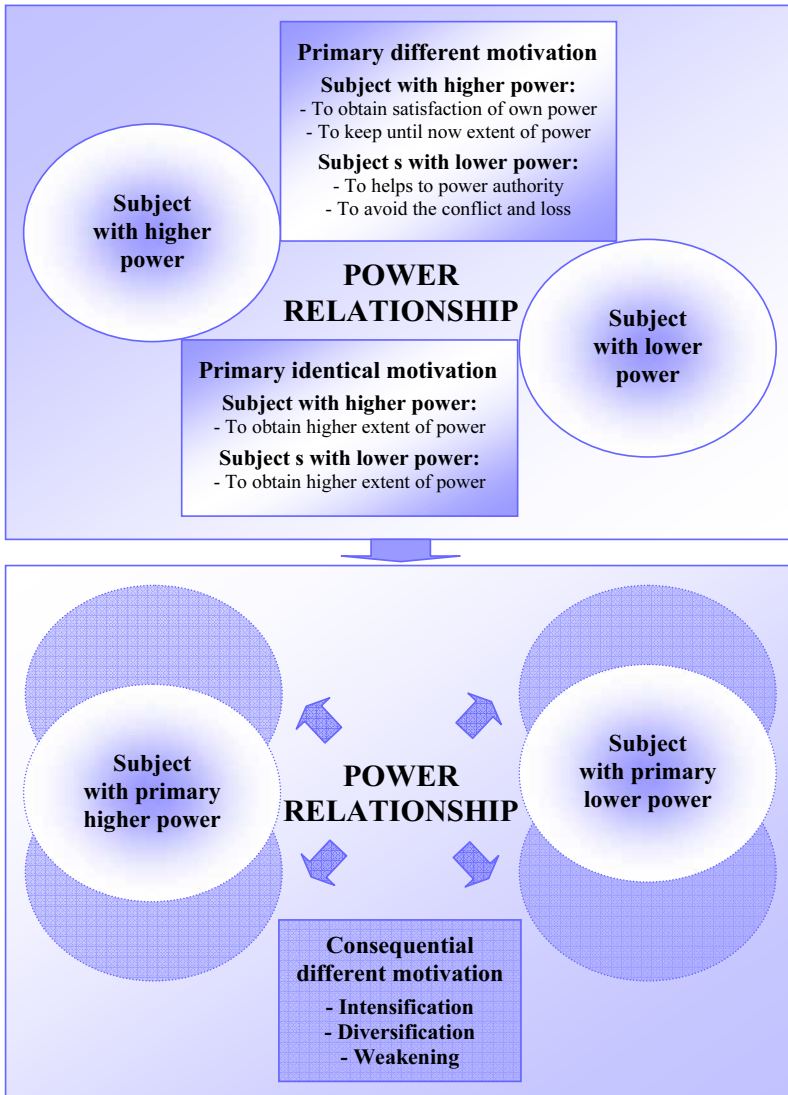 Primary different motivation
Subject with higher power:
- To obtain satisfaction of own power
- To keep until now extent of power
Subject s with lower power:
- To helps to power authority
- To avoid the conflict and loss
Subject
with higher
power
POWER
RELATIONSHIP
Subject
with lower
power
Primary identical motivation
Subject with higher power:
- To obtain higher extent of power
Subject s with lower power:
- To obtain higher extent of power
Subject
with primary
higher power
POWER
RELATIONSHIP
Subject
with primary
lower power
Consequential
different motivation
- Intensification
- Diversification
- Weakening